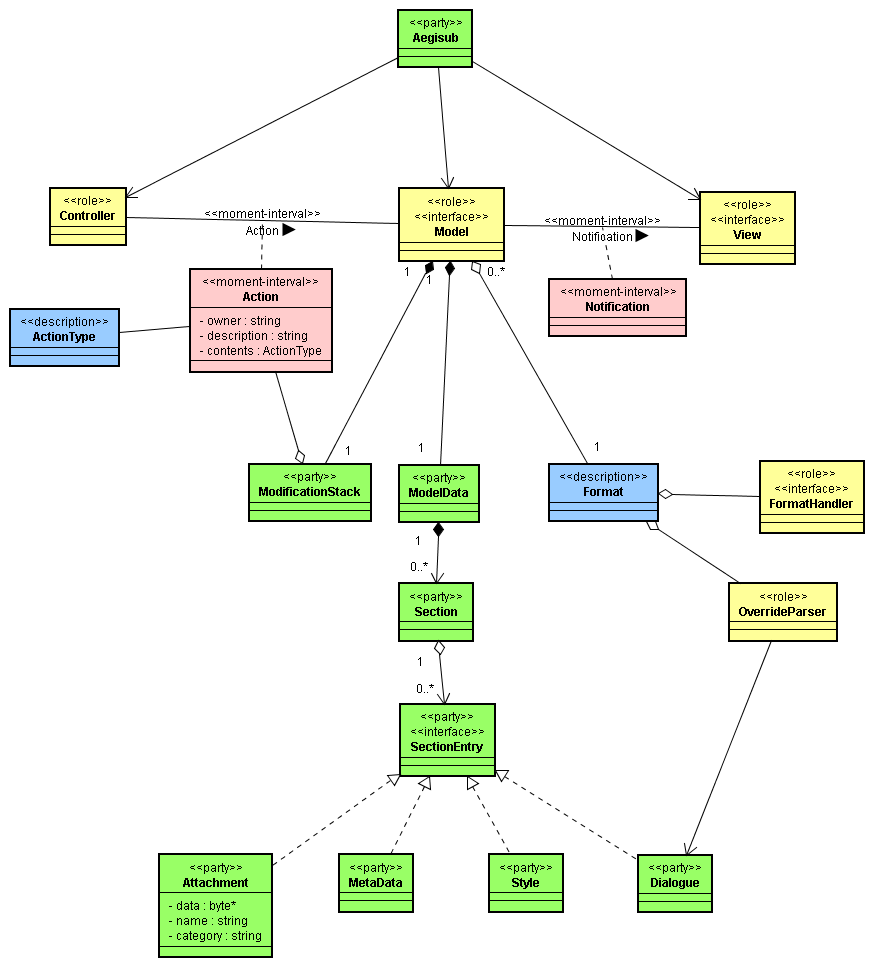 <<party>>
Aegisub
<<role>>
Controller
<<moment-interval>>
Action
<<role>>
<<interface>>
Model
<<moment-interval>>
Notification
<<role>>
<<interface>>
View
1
1
0..*
<<moment-interval>>
Action
- owner : string
- description : string
- contents : ActionType
<<moment-interval>>
Notification
<<description>>
ActionType
1
1
1
<<party>>
ModificationStack
<<party>>
ModelData
<<description>>
Format
<<role>>
<<interface>>
FormatHandler
1
0..*
<<party>>
Section
<<role>>
OverrideParser
1
0..*
<<party>>
<<interface>>
SectionEntry
<<party>>
Attachment
- data : byte*
- name : string
- category : string
<<party>>
MetaData
<<party>>
Style
<<party>>
Dialogue